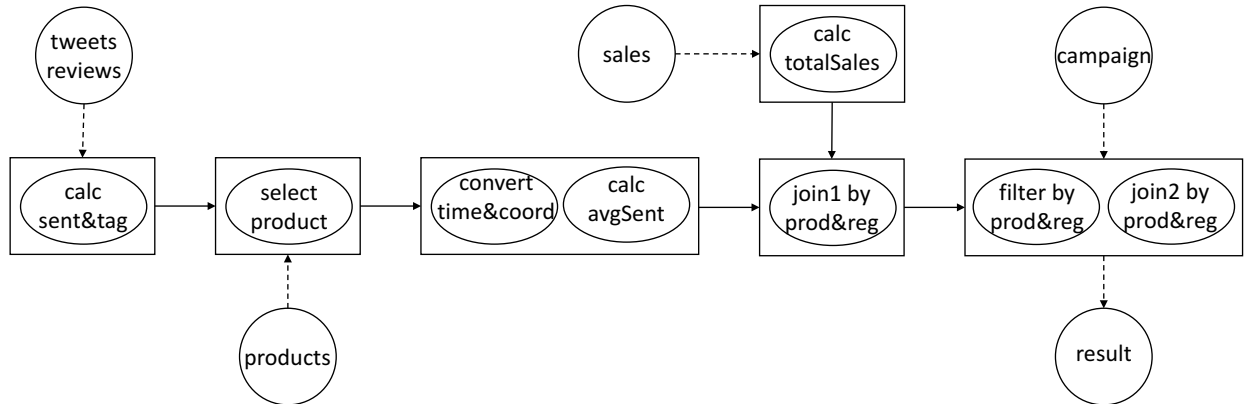 tweets
reviews
sales
calc
totalSales
campaign
calc
sent&tag
select
product
convert
time&coord
calc
avgSent
join1 by
prod&reg
filter by
prod&reg
join2 by
prod&reg
products
result